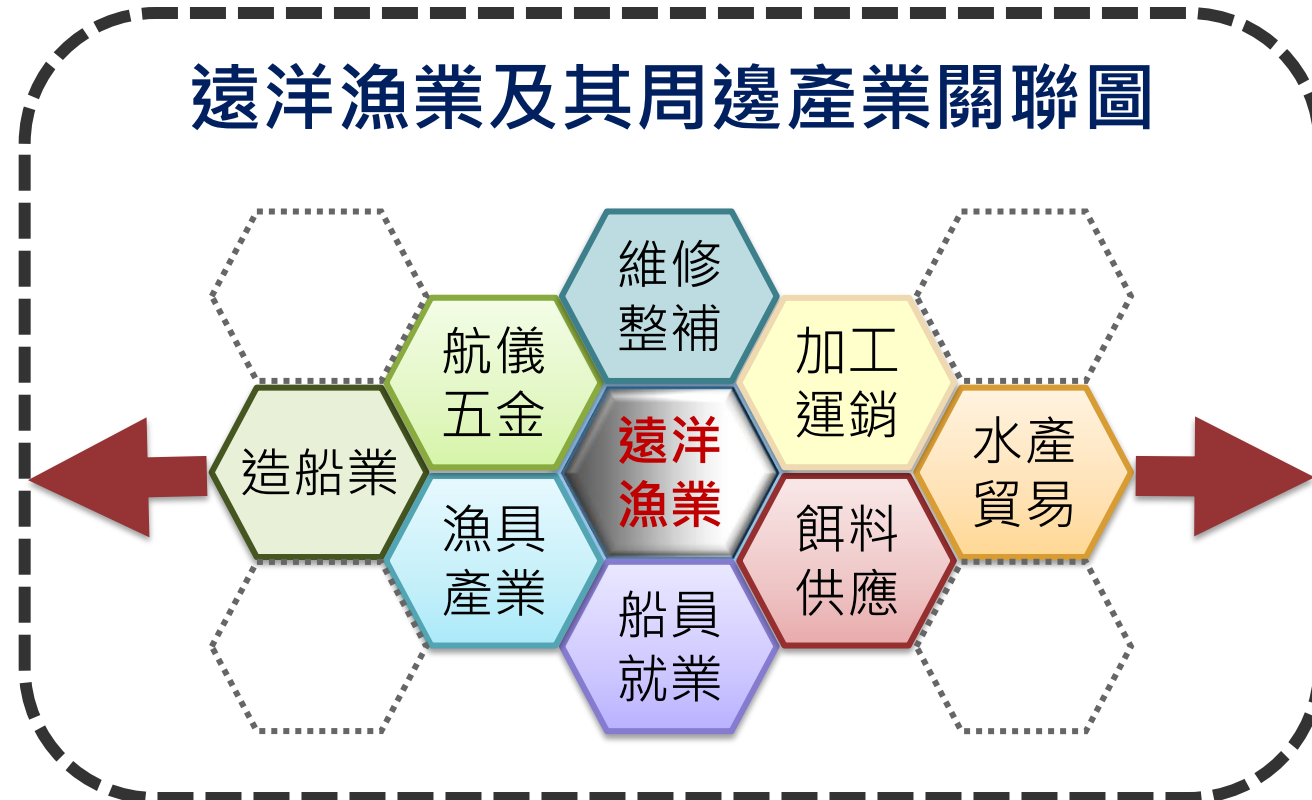 遠洋漁業及其周邊產業關聯圖
維修
整補
航儀
五金
加工
運銷
造船業
遠洋
漁業
水產
貿易
漁具
產業
餌料
供應
船員
就業